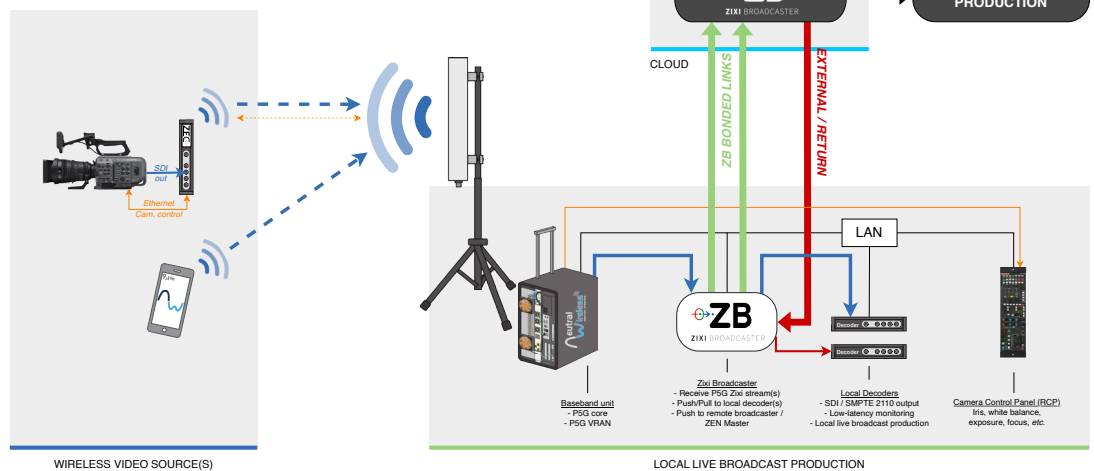 ZIXI BROADCASTER
PRODUCTION
CLOUD
ZB BONDED LINKS
EXTERNAL / RETURN
ZEC
SDI
out
Ethernet
Cam. control
LAN
eutral
ireless
ZB
ZIXI BROADCASTER
Decoder
Decoder
Baseband unit
- P5G core
- P5G VRAN
Zixi Broadcaster
- Receive P5G Zixi stream(s)
- Push/Pull to local decoder(s)
- Push to remote broadcaster /
ZEN Master
Local Decoders
- SDI / SMPTE 2110 output
- Low-latency monitoring
- Local live broadcast production
Camera Control Panel (RCP)
Iris, white balance,
exposure, focus, etc.
WIRELESS VIDEO SOURCE(S)
LOCAL LIVE BROADCAST PRODUCTION